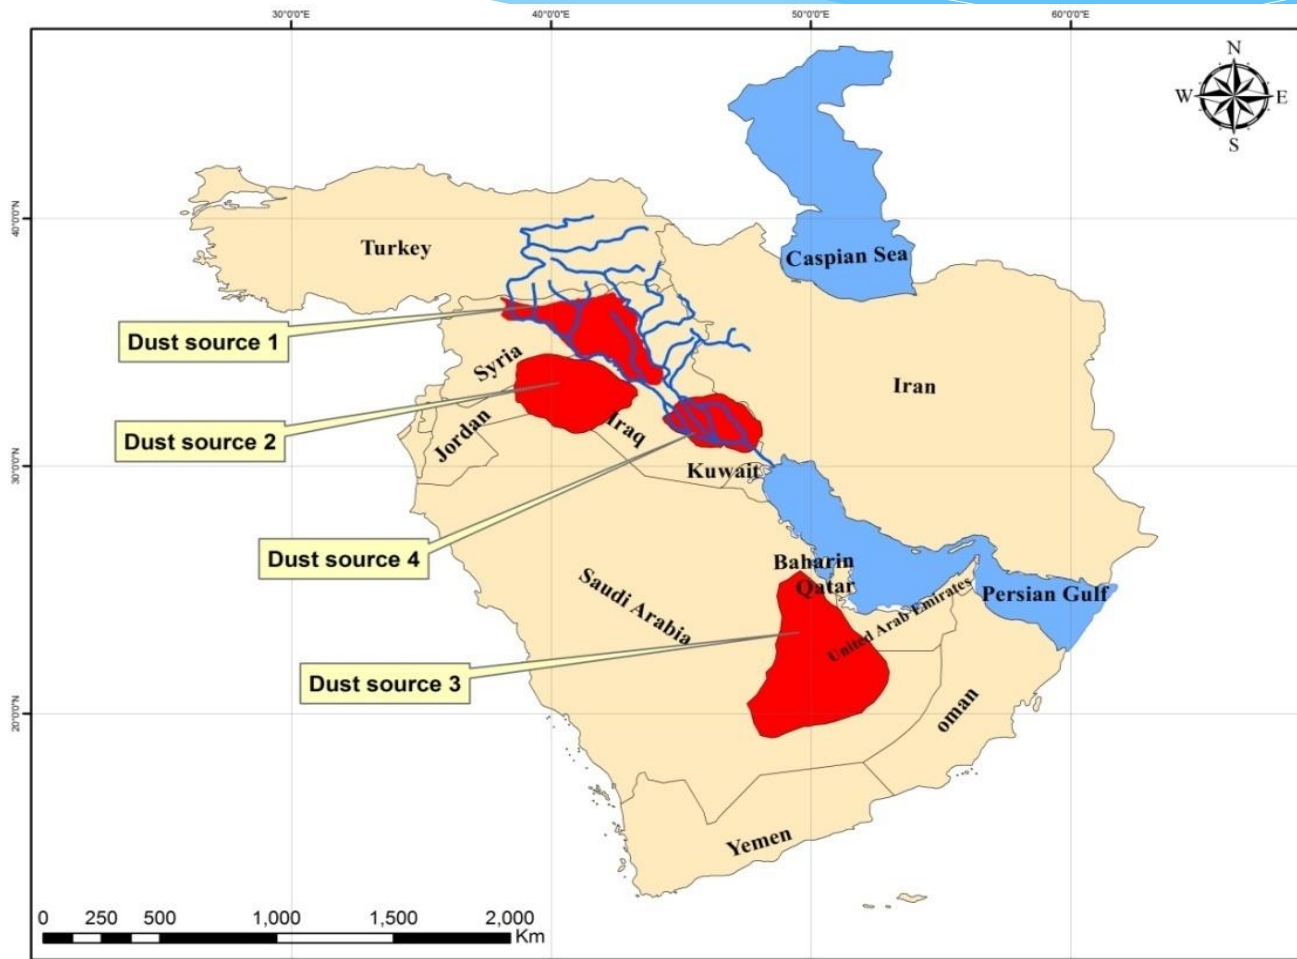 30°0'0"E
40°0'0"E
50°0'0"E
60°0'0"E
N
W
E
S
40°0'0"N
Turkey
Caspian Sea
Dust source 1
Syria
Iran
Dust source 2
Jordan
Iraq
30°0'0"N
Kuwait
Dust source 4
Baharin
Qatar
Saudi Arabia
Persian Gulf
United Arab Emirates
Dust source 3
20°0'0"N
oman
Yemen
0 250 500 1,000 1,500 2,000
Km